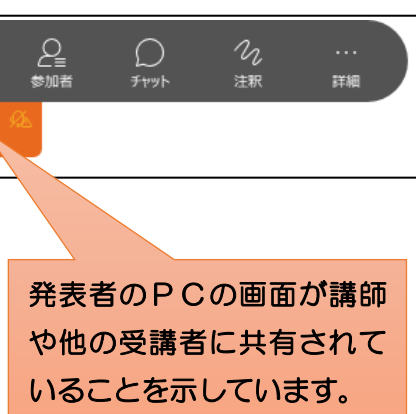 参加者 チャット 注釈 詳細
発表者のＰＣの画面が講師
や他の受講者に共有されて
いることを示しています。